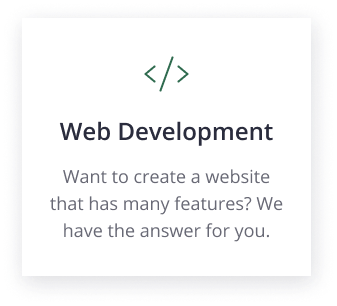 </>
Web Development
Want to create a website
that has many features? We
have the answer for you.